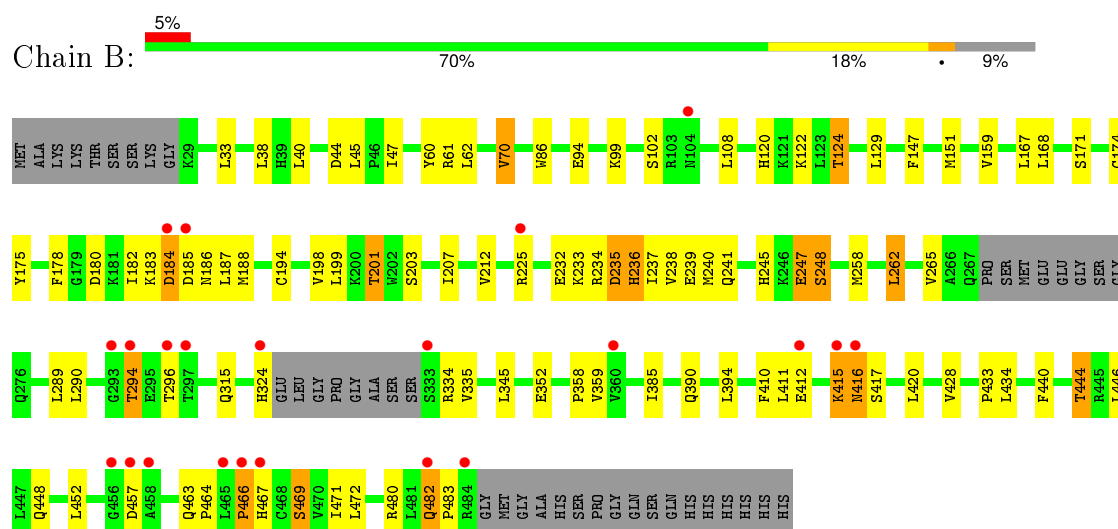 5%
Chain B:
70% 18% • 9%
MET ALA LYS LYS THR SER SER LYS GLY K29 L33 L38 H39 L40 D44 L45 P46 I47 Y60 R61 L62 V70 W86 E94 K99 S102 R103 N104 L108 H120 K121 K122 L123 T124 L129 F147 M151 V159 L167 L168 S171
Y175 F178 G179 D180 K181 I182 K183 D184 D185 N186 L187 M188 C194 V198 L199 K200 T201 W202 S203 I207 V212 R225 E232 K233 R234 D235 H236 I237 V238 E239 M240 Q241 H245 K246 E247 S248 M258 L262 V265 A266 Q267 PRO SER MET GLU GLU GLY SER GLY
Q276 L289 L290 G293 T294 E295 T296 T297 Q315 H324 GLU LEU GLY PRO GLY ALA SER SER S333 R334 V335 L345 E352 P358 V359 V360 I385 Q390 L394 F410 L411 E412 K415 N416 S417 L420 V428 P433 L434 F440 T444 R445 L446
L447 Q448 L452 G456 D457 A458 Q463 P464 L465 P466 H467 C468 S469 V470 I471 L472 R480 L481 Q482 P483 R484 GLY MET GLY ALA HIS SER PRO GLY GLN SER GLN HIS HIS HIS HIS HIS HIS